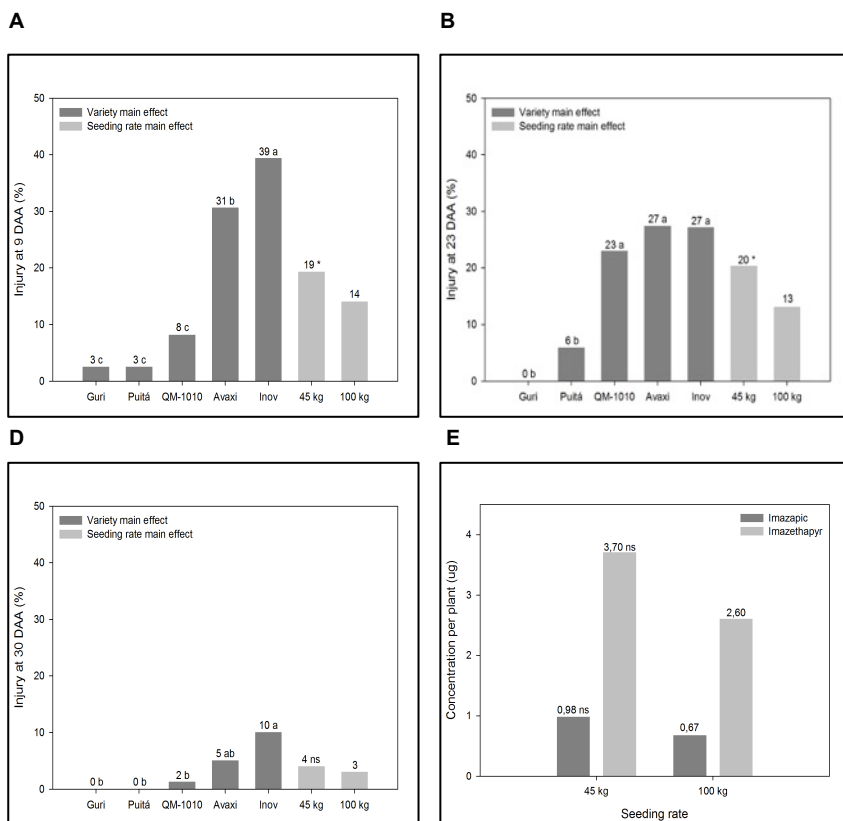 A
B
50
40
30
20
10
0
Injury at 9 DAA (%)
Variety main effect
Seeding rate main effect
3 c
3 c
8 c
31 b
39 a
19 *
14
Guri
Puitá
QM-1010
Avaxi
Inov
45 kg
100 kg
50
40
30
20
10
0
Injury at 23 DAA (%)
Variety main effect
Seeding rate main effect
0 b
6 b
23 a
27 a
27 a
20 *
13
Guri
Puitá
QM-1010
Avaxi
Inov
45 kg
100 kg
D
E
50
40
30
20
10
0
Injury at 30 DAA (%)
Variety main effect
Seeding rate main effect
0 b
0 b
2 b
5 ab
10 a
4 ns
3
Guri
Puitá
QM-1010
Avaxi
Inov
45 kg
100 kg
4
3
2
1
0
Concentration per plant (ug)
Imazapic
Imazethapyr
0,98 ns
3,70 ns
0,67
2,60
45 kg
100 kg
Seeding rate